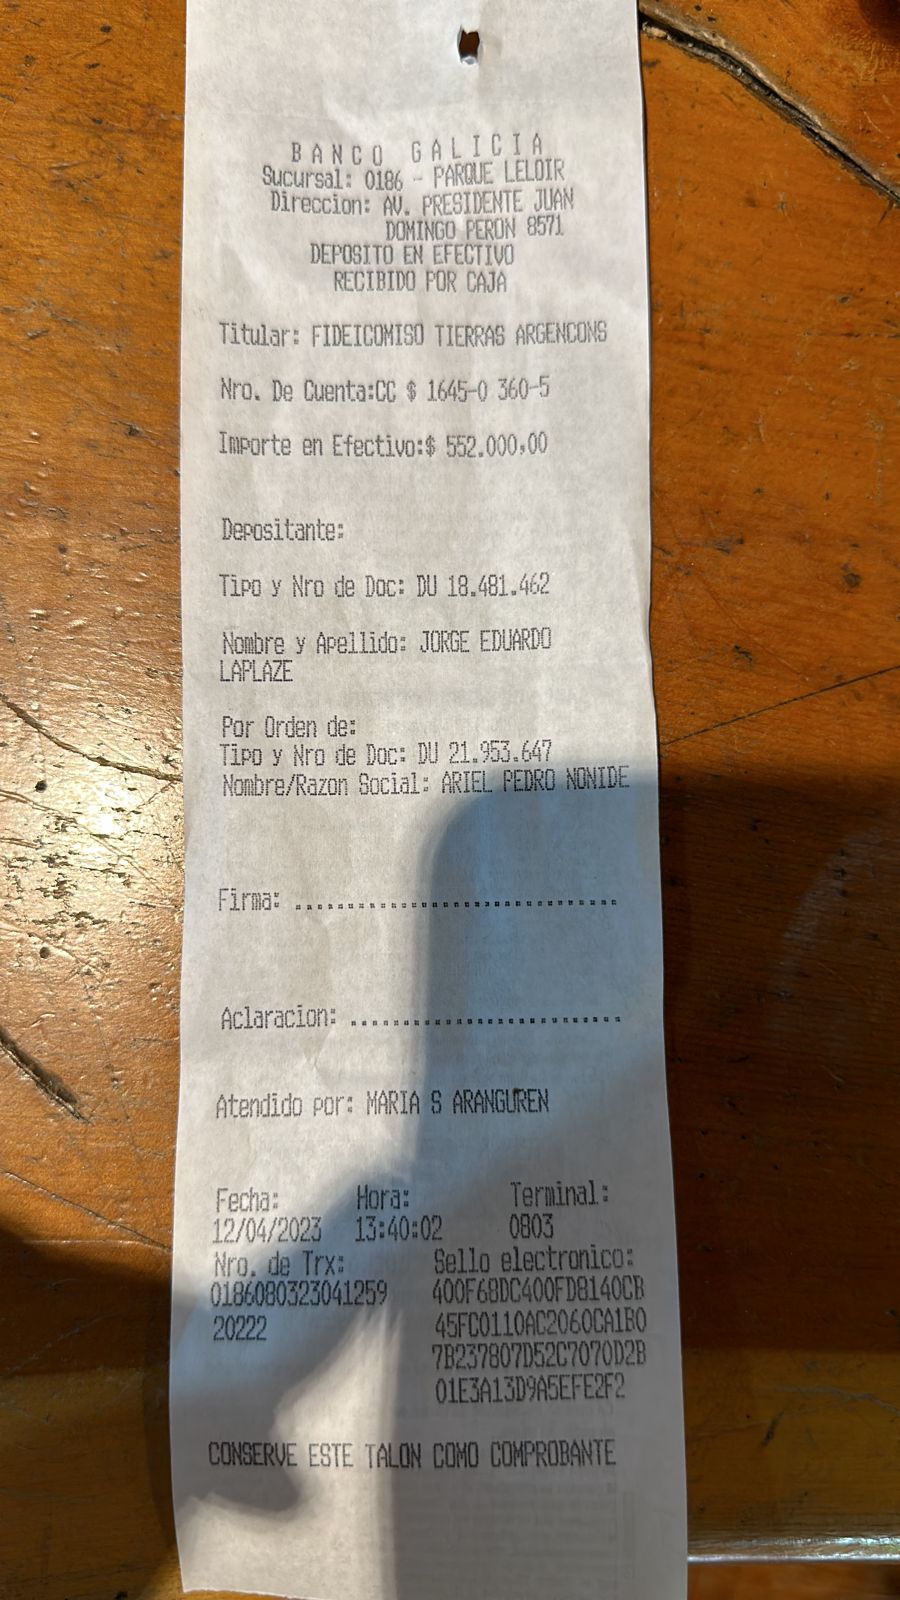 BANCO GALICIA
Sucursal: 0186 - PARQUE LELOIR
Direccion: AV. PRESIDENTE JUAN
DOMINGO PERON 8571
DEPOSITO EN EFECTIVO
RECIBIDO POR CAJA
Titular: FIDEICOMISO TIERRAS ARGENCONS
Nro. De Cuenta:CC $ 1645-0 360-5
Importe en Efectivo:$ 552.000,00
Depositante:
Tipo y Nro de Doc: DU 18.481.462
Nombre y Apellido: JORGE EDUARDO
LAPLAZE
Por Orden de:
Tipo y Nro de Doc: DU 21.953.647
Nombre/Razon Social: ARIEL PEDRO NONIDE
Firma: ...............................
Aclaracion: ..........................
Atendido por: MARIA S ARANGUREN
Fecha: Hora: Terminal:
12/04/2023 13:40:02 0803
Nro. de Trx: Sello electronico:
0186080323041259 400F68DC400FD8140CB
20222 45FC0110AC2060CA1B0
7B237807D52C7070D2B
01E3A13D9A5EFE2F2
CONSERVE ESTE TALON COMO COMPROBANTE